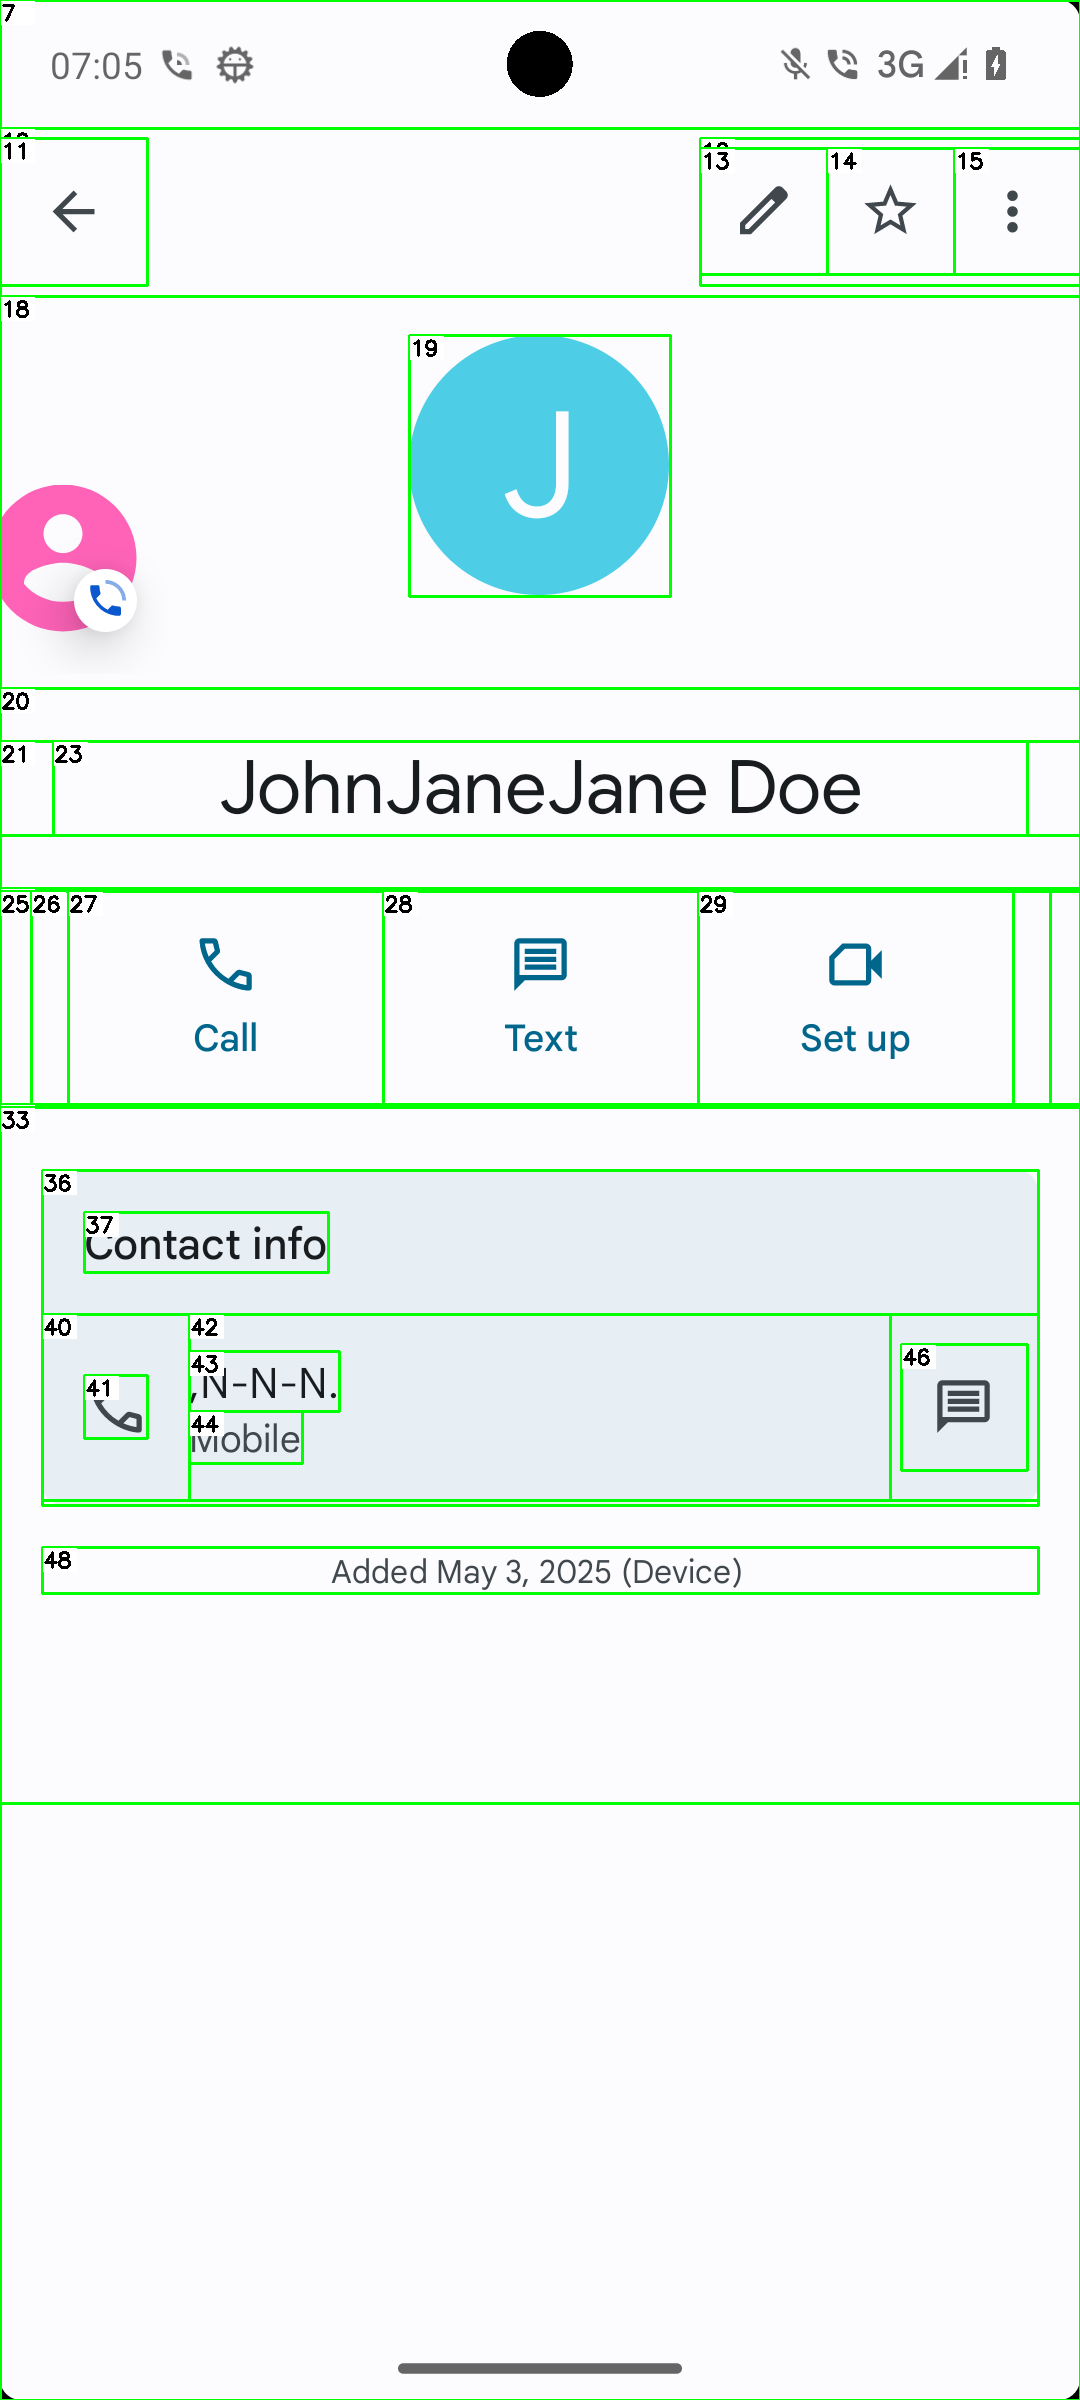 7
07:05 3G
11
13 14 15
18
19
J
20
21 23
JohnJaneJane Doe
25 26 27 28 29
Call Text Set up
33
36
37
Contact info
40 42
43 46
41 ,N-N-N.
44
Mobile
48 Added May 3, 2025 (Device)